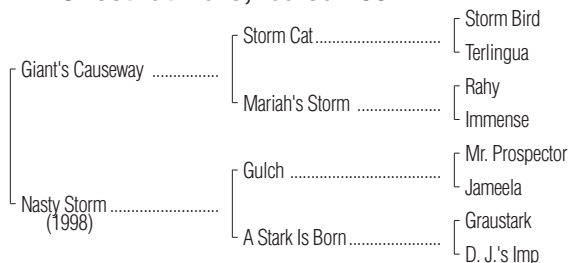 Storm Bird
Storm Cat
Terlingua
Giant's Causeway
Rahy
Mariah's Storm
Immense
Mr. Prospector
Gulch
Jameela
Nasty Storm
(1998)
Graustark
A Stark Is Born
D. J.'s Imp